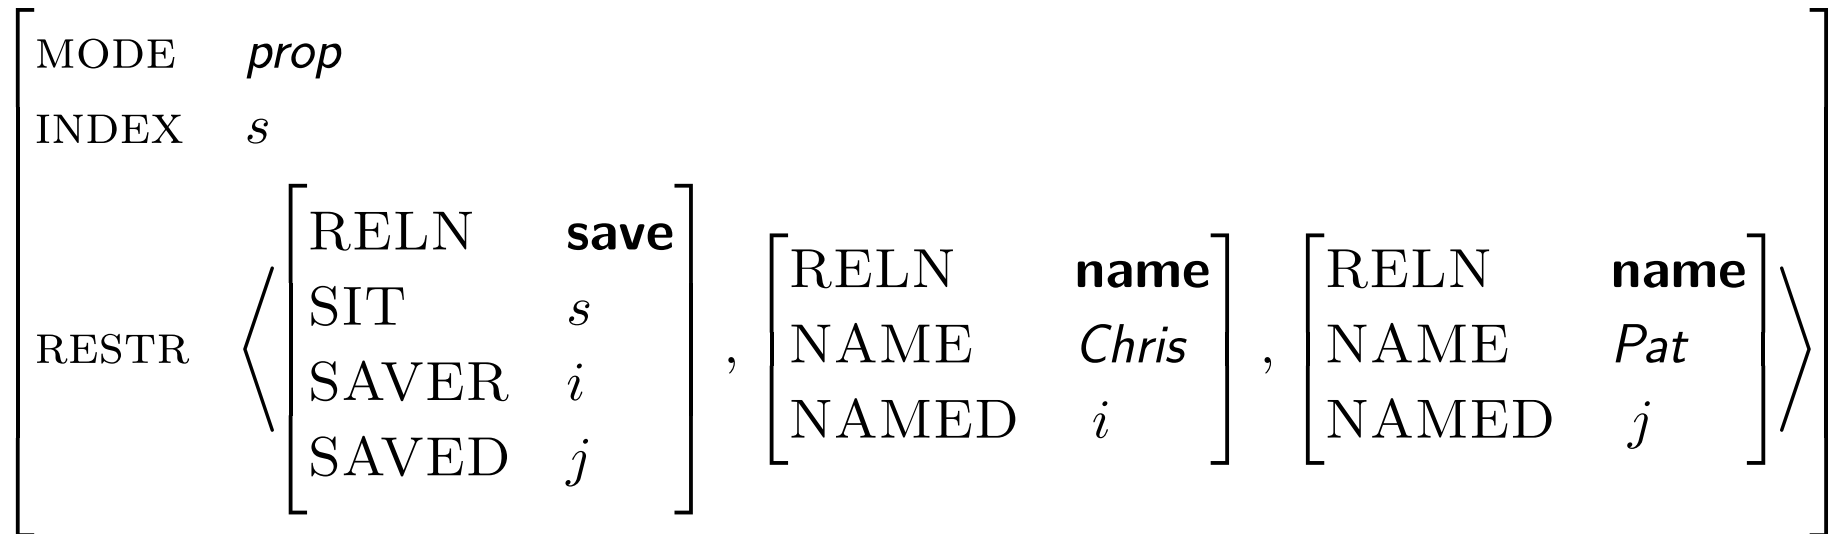 MODE prop
INDEX s
RESTR ⟨[RELN save
SIT s
SAVER i
SAVED j], [RELN name
NAME Chris
NAMED i], [RELN name
NAME Pat
NAMED j]⟩